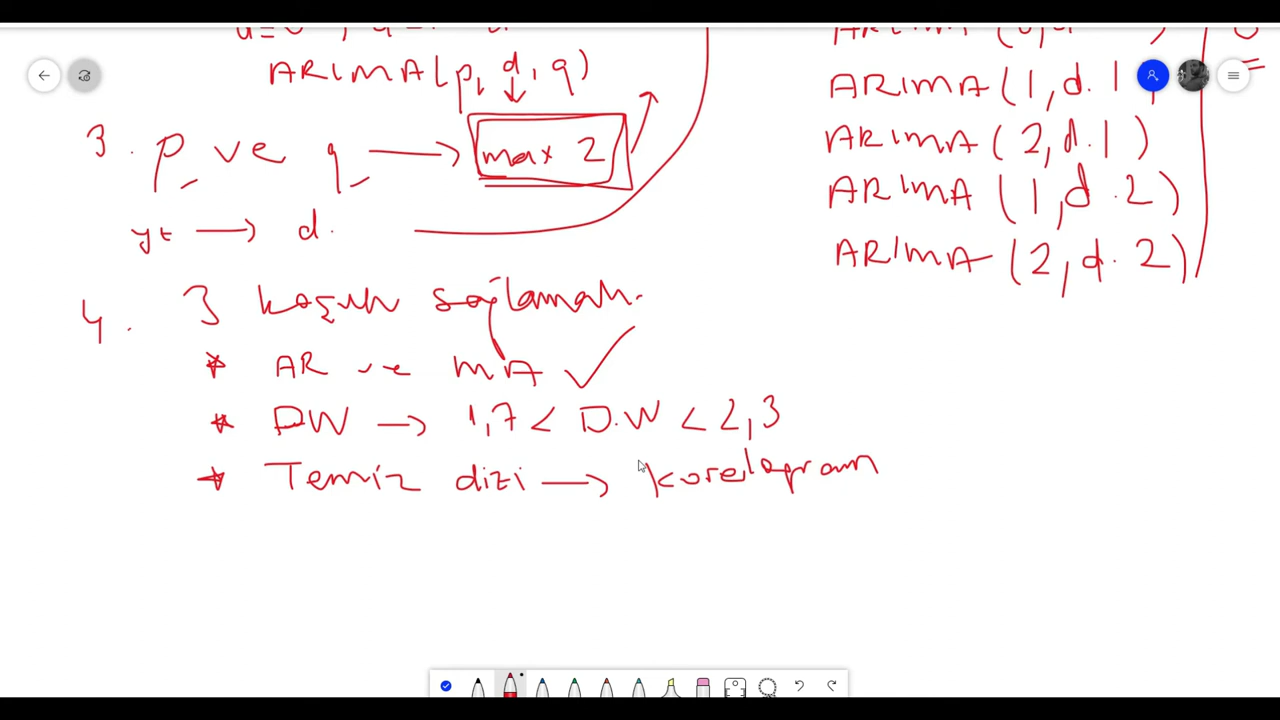 ARIMA(p, d, q)
3. p ve q → max 2
yt → d.
4. 3 koşulu sağlamalı.
* AR ve MA ✓
* DW → 1,7 < D.W < 2,3
* Temiz dizi → korelogram
ARIMA(1, d. 1)
ARIMA(2, d. 1)
ARIMA(1, d. 2)
ARIMA(2, d. 2)